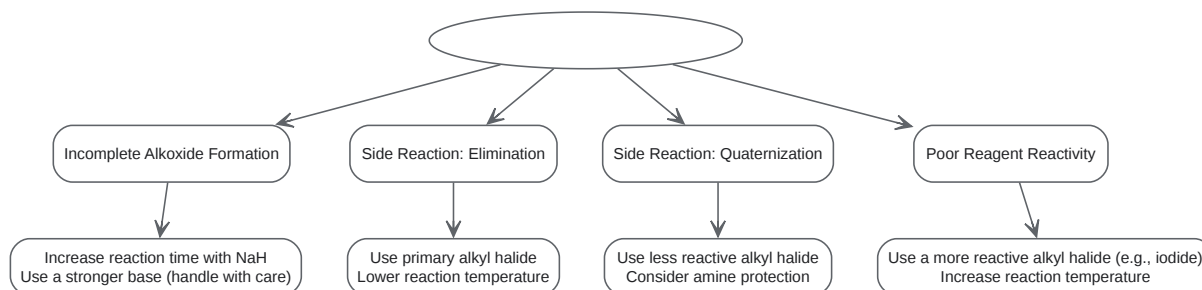 Incomplete Alkoxide Formation
Side Reaction: Elimination
Side Reaction: Quaternization
Poor Reagent Reactivity
Increase reaction time with NaH
Use a stronger base (handle with care)
Use primary alkyl halide
Lower reaction temperature
Use less reactive alkyl halide
Consider amine protection
Use a more reactive alkyl halide (e.g., iodide)
Increase reaction temperature